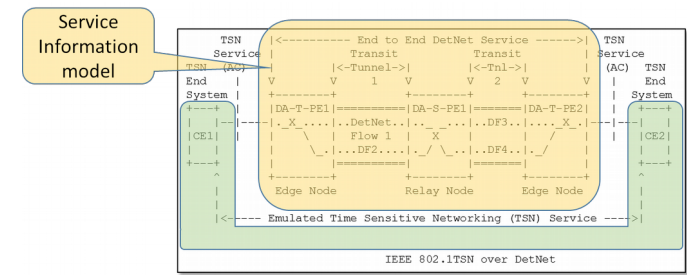 Service
Information
model
TSN |<---------- End to End DetNet Service ------>| TSN
Service | Transit Transit | Service
TSN (AC) | |<-Tunnel->| |<-Tnl->| | (AC) TSN
End | V V 1 V V 2 V V | End
System | +--------+ +--------+ +--------+ | System
+---+ | |DA-T-PE1|==========|DA-S-PE1|=======|DA-T-PE2| | +---+
| |--|----|._X_....|..DetNet..|.._ _...|..DF3..|...._X_.|---|---| |
|CE1| | | \ | Flow 1 | X | | / | | |CE2|
| | | \_.|...DF2....|._/ \_..|..DF4..|._/ | | |
+---+ | |==========| |=======| | +---+
^ +--------+ +--------+ +--------+ ^
| Edge Node Relay Node Edge Node |
|<----- Emulated Time Sensitive Networking (TSN) Service ---->|
IEEE 802.1TSN over DetNet